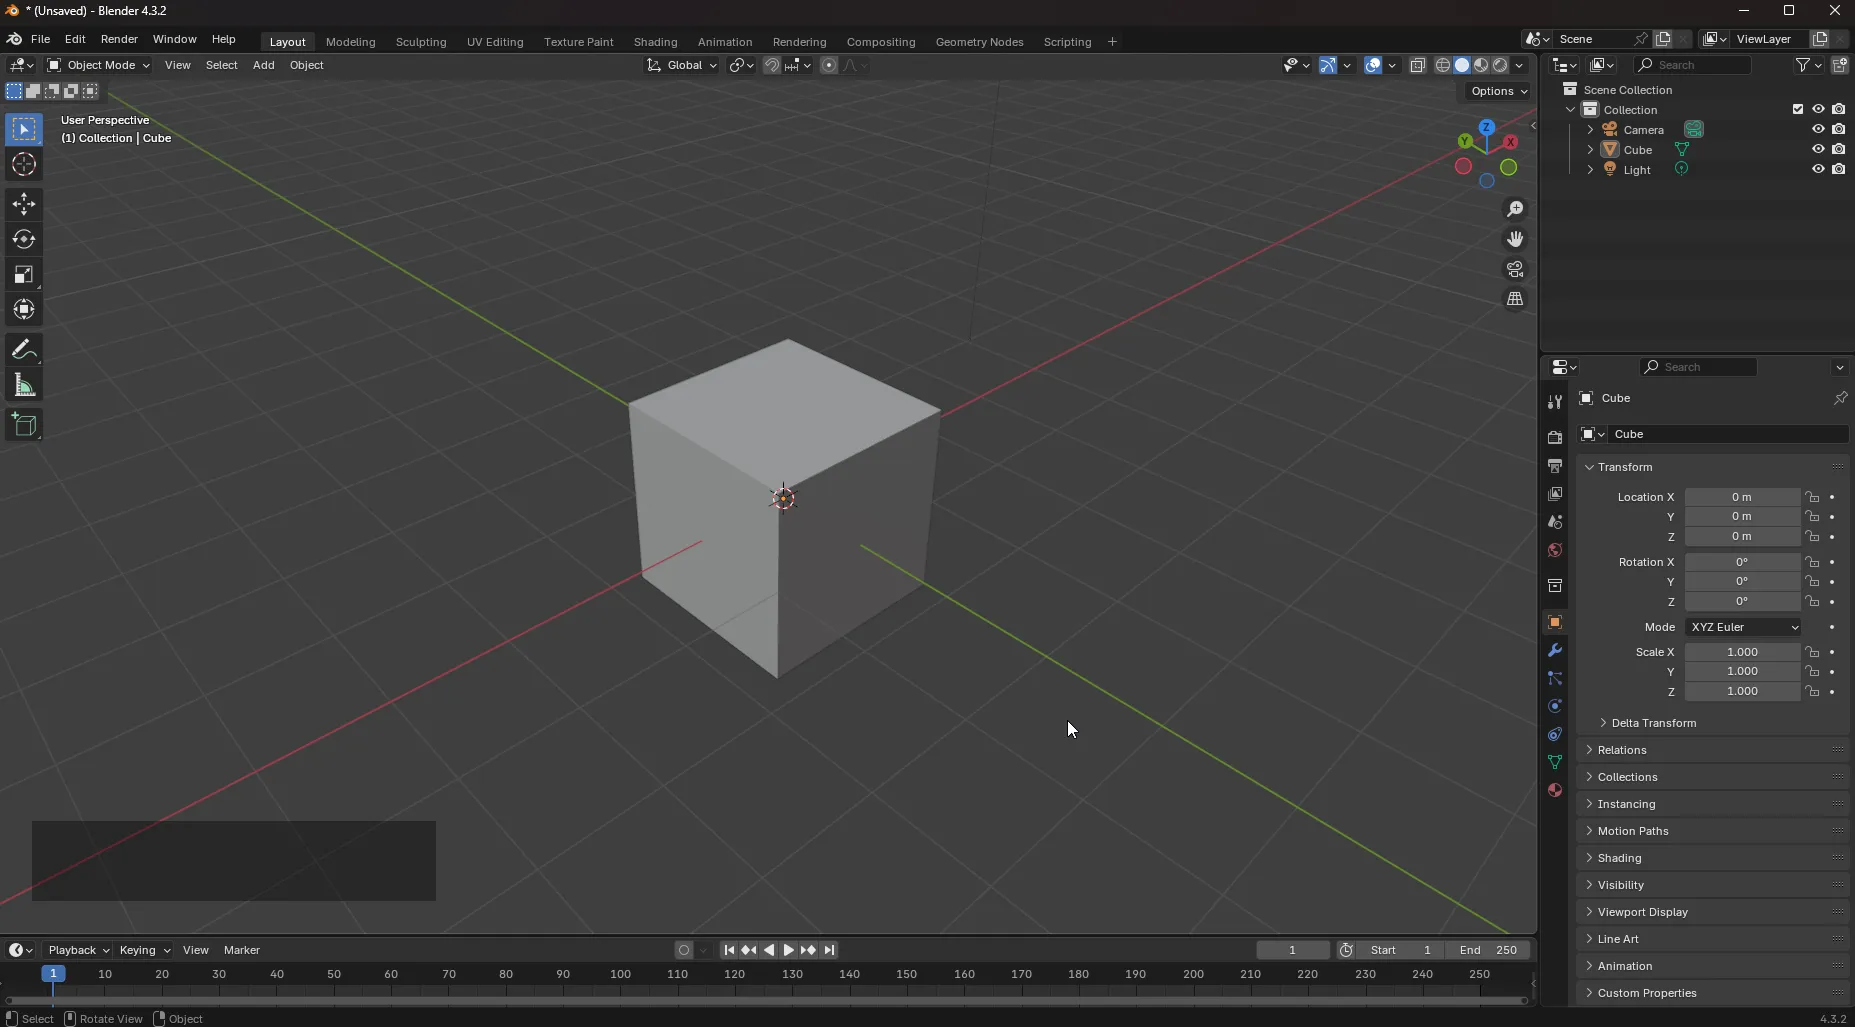 * (Unsaved) - Blender 4.3.2
File Edit Render Window Help Layout Modeling Sculpting UV Editing Texture Paint Shading Animation Rendering Compositing Geometry Nodes Scripting + Scene ViewLayer
Object Mode View Select Add Object Global Search
Options
User Perspective
(1) Collection | Cube
Z
Y
X
Scene Collection
Collection
Camera
Cube
Light
Search
Cube
Cube
Transform
Location X 0 m
Y 0 m
Z 0 m
Rotation X 0°
Y 0°
Z 0°
Mode XYZ Euler
Scale X 1.000
Y 1.000
Z 1.000
Delta Transform
Relations
Collections
Instancing
Motion Paths
Shading
Visibility
Viewport Display
Line Art
Animation
Custom Properties
Playback Keying View Marker 1 Start 1 End 250
1 10 20 30 40 50 60 70 80 90 100 110 120 130 140 150 160 170 180 190 200 210 220 230 240 250
Select Rotate View Object 4.3.2